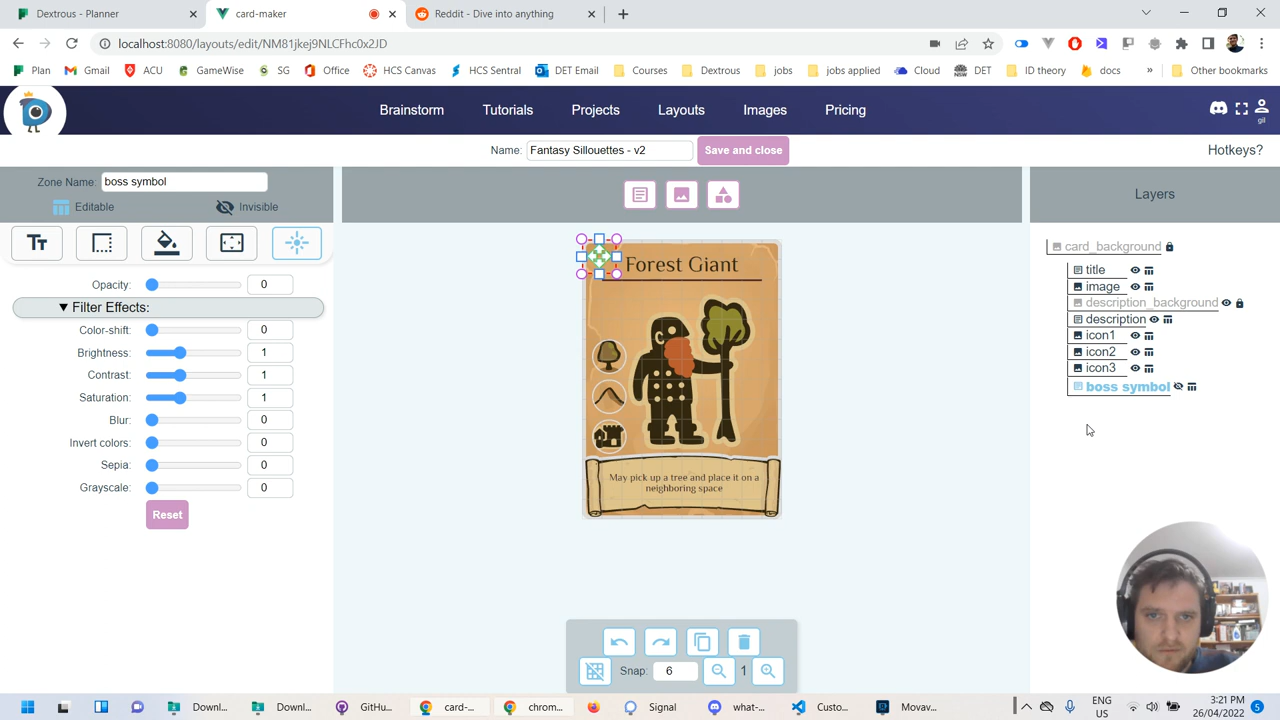 Dextrous - Planner
card-maker
Reddit - Dive into anything
localhost:8080/layouts/edit/NM81jkej9NLCFhc0x2JD
Plan
Gmail
ACU
GameWise
SG
Office
HCS Canvas
HCS Sentral
DET Email
Courses
Dextrous
jobs
jobs applied
Cloud
DET
ID theory
docs
»
Other bookmarks
Brainstorm
Tutorials
Projects
Layouts
Images
Pricing
gil
Name: Fantasy Sillouettes - v2
Save and close
Hotkeys?
Zone Name: boss symbol
Editable
Invisible
Layers
Opacity: 0
▼ Filter Effects:
Color-shift: 0
Brightness: 1
Contrast: 1
Saturation: 1
Blur: 0
Invert colors: 0
Sepia: 0
Grayscale: 0
Reset
Forest Giant
May pick up a tree and place it on a
neighboring space
card_background
title
image
description_background
description
icon1
icon2
icon3
boss symbol
Snap: 6
1
Downl...
Downl...
GitHu...
card-...
chrom...
Signal
what-...
Custo...
Movav...
ENG
US
3:21 PM
26/04/2022
5